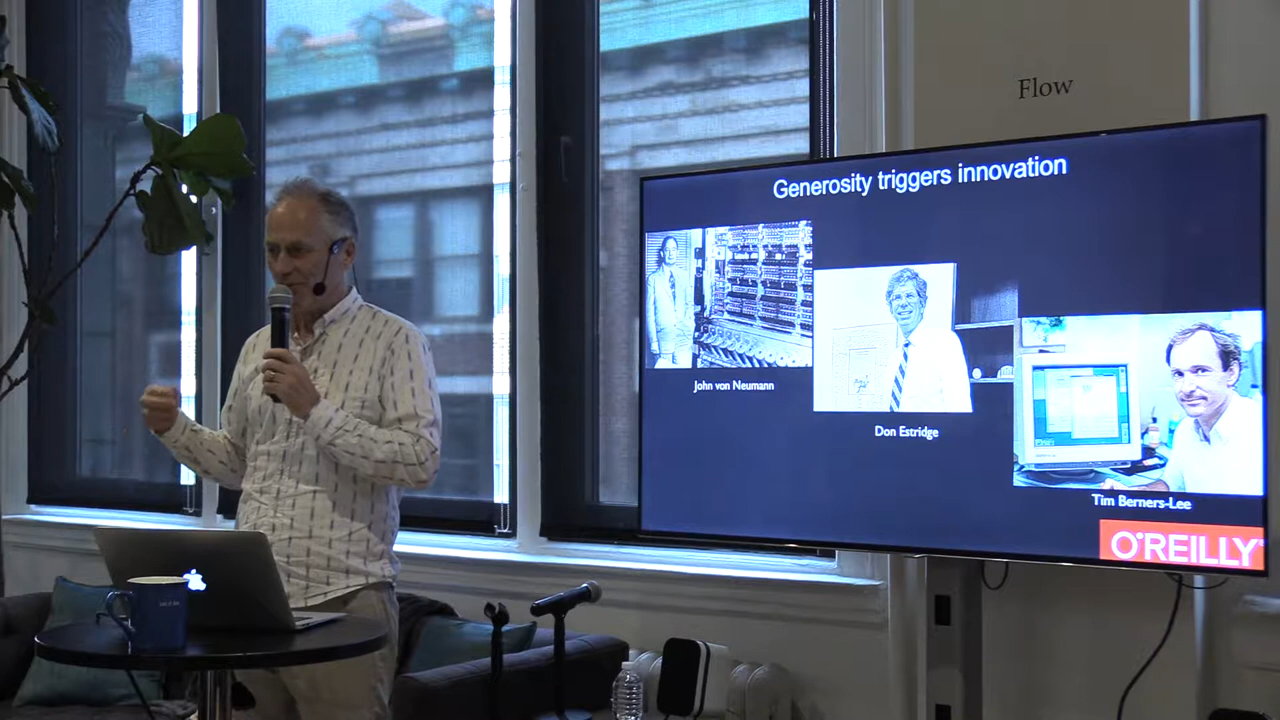 Flow
Generosity triggers innovation
John von Neumann
Don Estridge
Tim Berners-Lee
O'REILLY